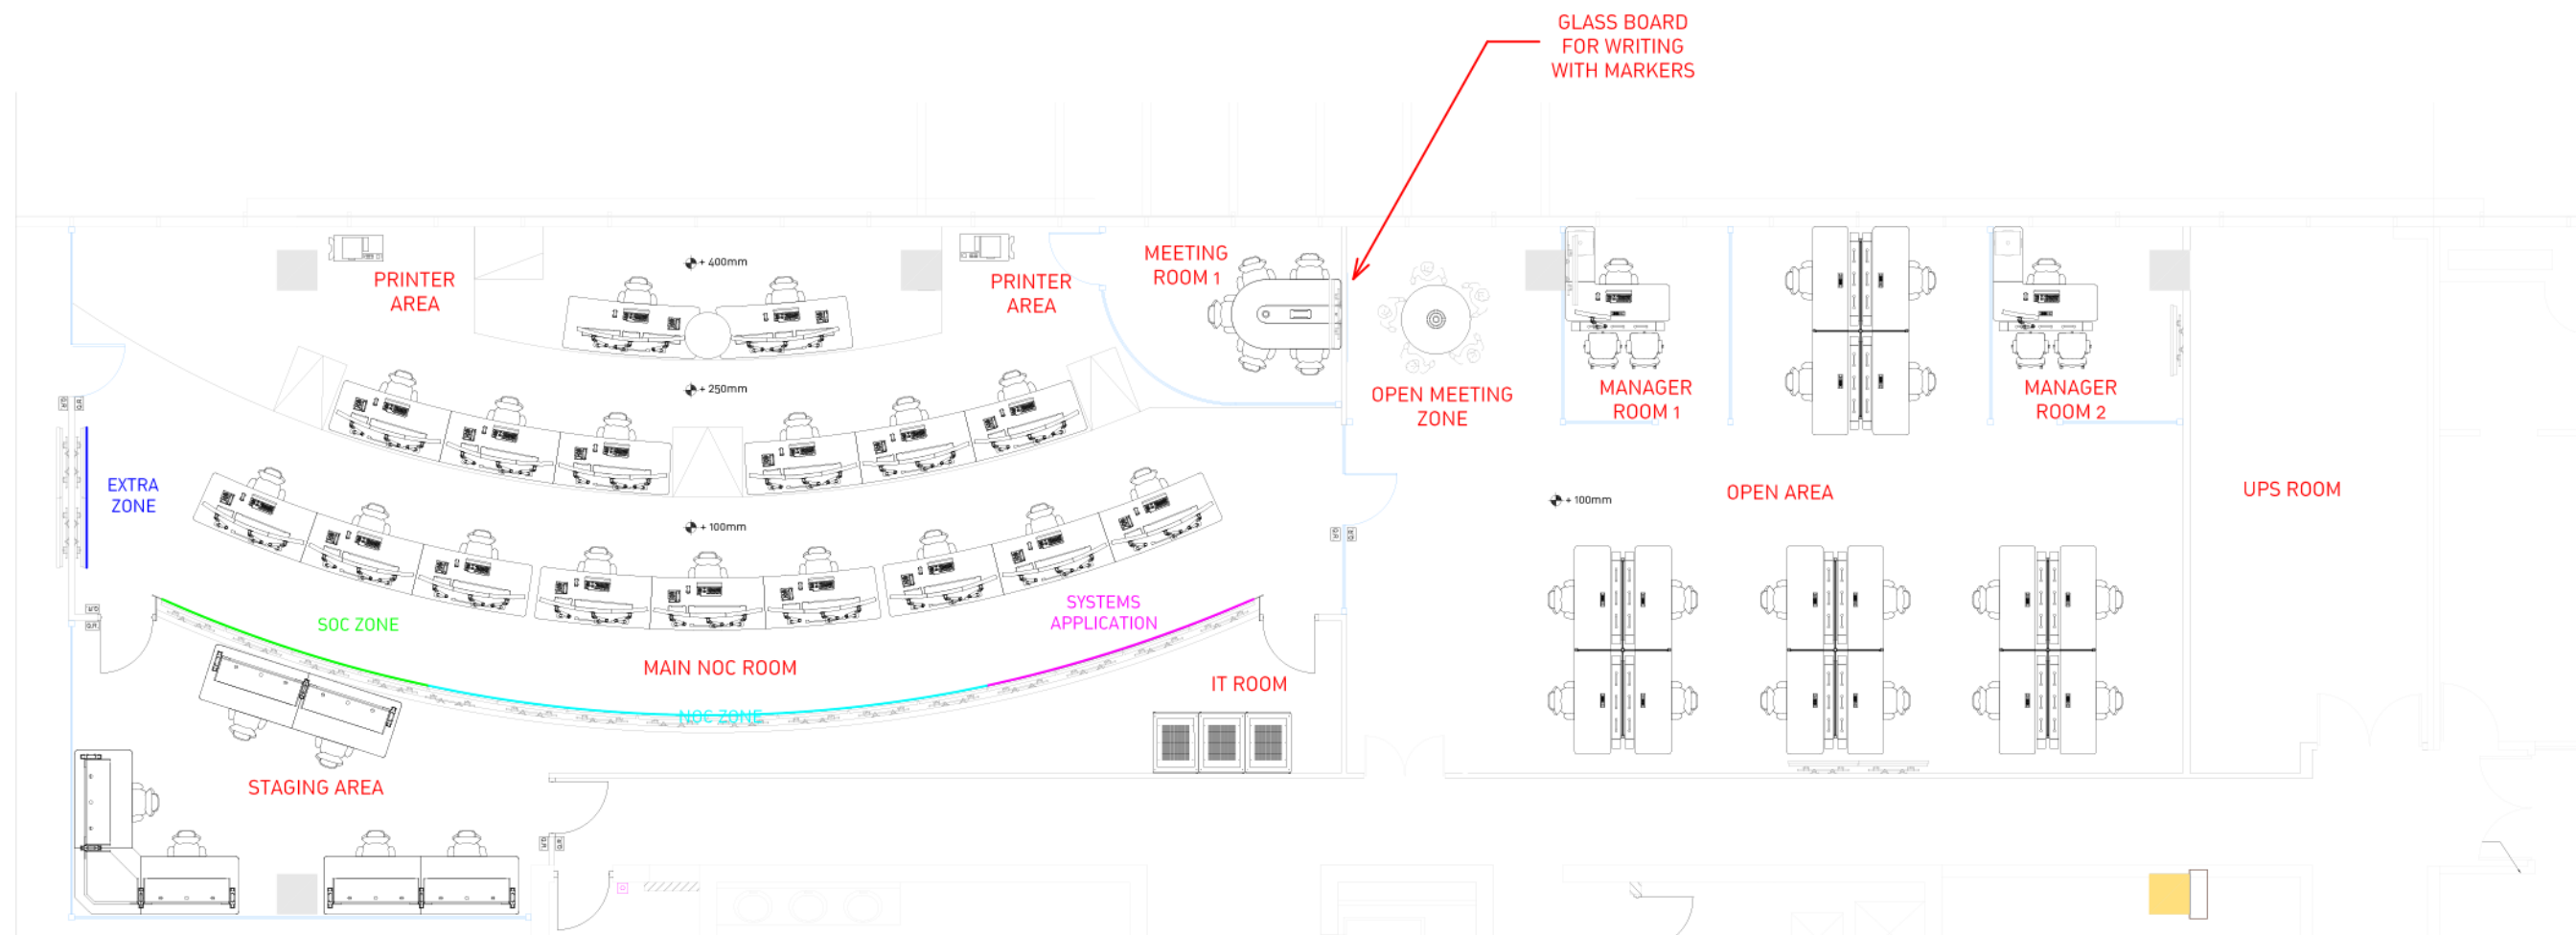 GLASS BOARD
FOR WRITING
WITH MARKERS
PRINTER
AREA
+ 400mm
PRINTER
AREA
MEETING
ROOM 1
OPEN MEETING
ZONE
MANAGER
ROOM 1
MANAGER
ROOM 2
+ 250mm
EXTRA
ZONE
+ 100mm
+ 100mm
OPEN AREA
UPS ROOM
SOC ZONE
SYSTEMS
APPLICATION
MAIN NOC ROOM
NOC ZONE
IT ROOM
STAGING AREA